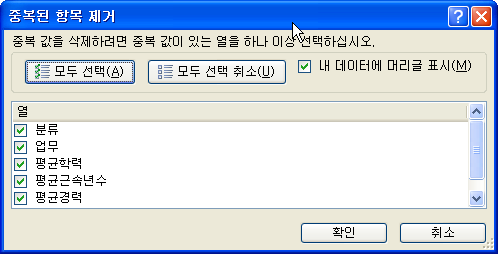 중복된 항목 제거
중복 값을 삭제하려면 중복 값이 있는 열을 하나 이상 선택하십시오.
모두 선택(A) 모두 선택 취소(U) 내 데이터에 머리글 표시(M)
열
분류
업무
평균학력
평균근속년수
평균경력
확인 취소